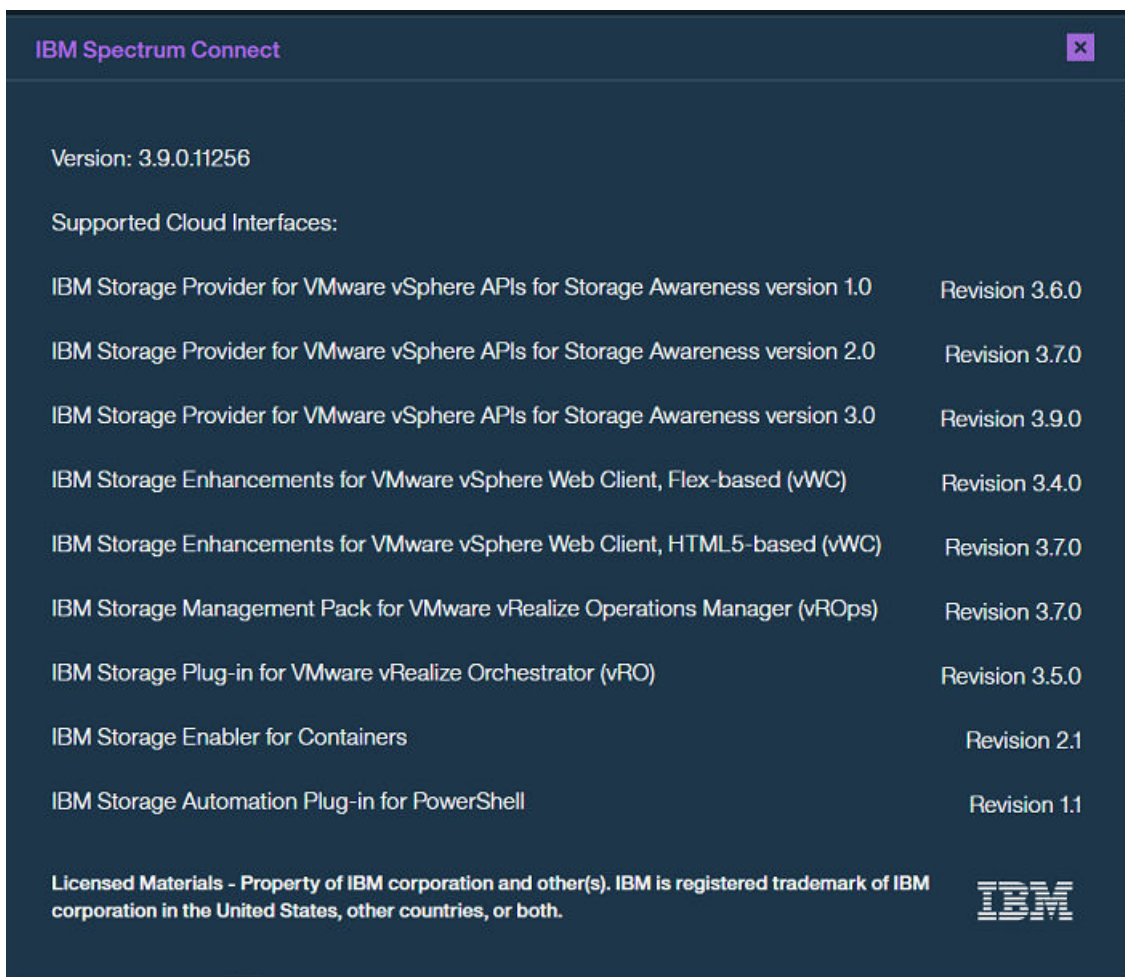 IBM Spectrum Connect
Version: 3.9.0.11256
Supported Cloud Interfaces:
IBM Storage Provider for VMware vSphere APIs for Storage Awareness version 1.0 Revision 3.6.0
IBM Storage Provider for VMware vSphere APIs for Storage Awareness version 2.0 Revision 3.7.0
IBM Storage Provider for VMware vSphere APIs for Storage Awareness version 3.0 Revision 3.9.0
IBM Storage Enhancements for VMware vSphere Web Client, Flex-based (vWC) Revision 3.4.0
IBM Storage Enhancements for VMware vSphere Web Client, HTML5-based (vWC) Revision 3.7.0
IBM Storage Management Pack for VMware vRealize Operations Manager (vROps) Revision 3.7.0
IBM Storage Plug-in for VMware vRealize Orchestrator (vRO) Revision 3.5.0
IBM Storage Enabler for Containers Revision 2.1
IBM Storage Automation Plug-in for PowerShell Revision 1.1
Licensed Materials - Property of IBM corporation and other(s). IBM is registered trademark of IBM
corporation in the United States, other countries, or both.
IBM